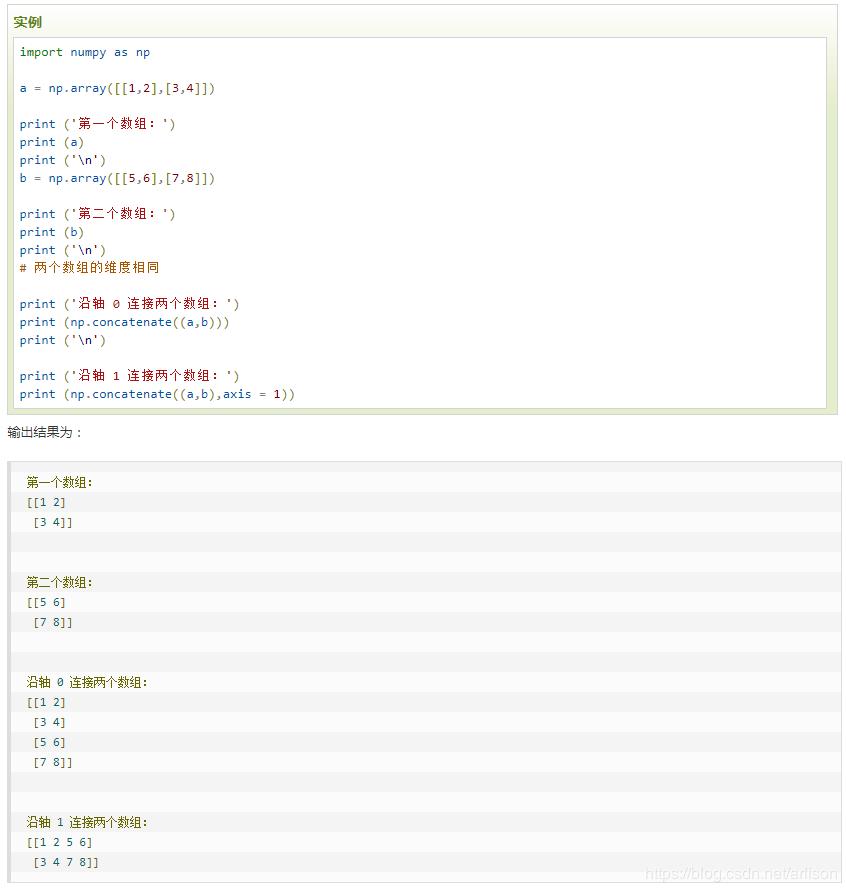 实例
import numpy as np
a = np.array([[1,2],[3,4]])
print ('第一个数组：')
print (a)
print ('\n')
b = np.array([[5,6],[7,8]])
print ('第二个数组：')
print (b)
print ('\n')
# 两个数组的维度相同
print ('沿轴 0 连接两个数组：')
print (np.concatenate((a,b)))
print ('\n')
print ('沿轴 1 连接两个数组：')
print (np.concatenate((a,b),axis = 1))
输出结果为：
第一个数组：
[[1 2]
 [3 4]]
第二个数组：
[[5 6]
 [7 8]]
沿轴 0 连接两个数组：
[[1 2]
 [3 4]
 [5 6]
 [7 8]]
沿轴 1 连接两个数组：
[[1 2 5 6]
 [3 4 7 8]]
https://blog.csdn.net/arlison